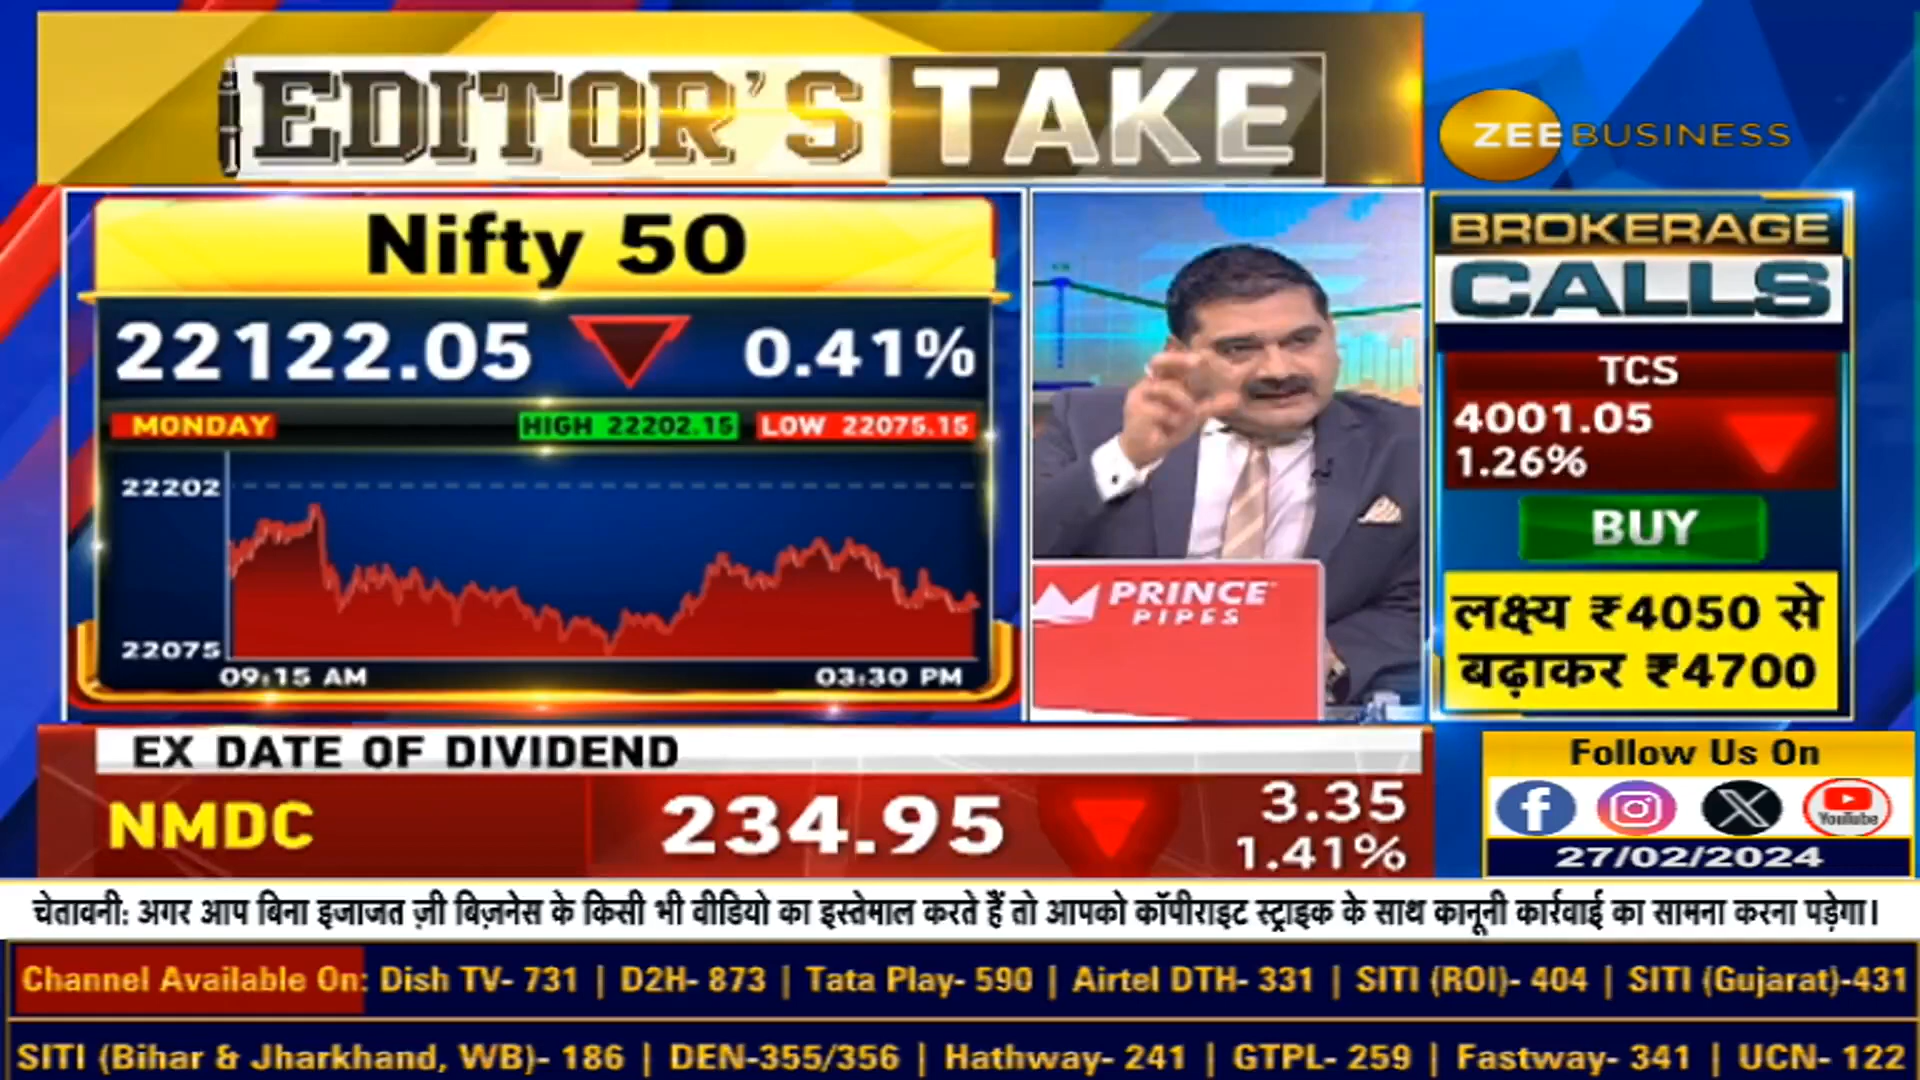 EDITOR'S TAKE
ZEE BUSINESS
Nifty 50
22122.05 0.41%
MONDAY HIGH 22202.15 LOW 22075.15
22202
22075
09:15 AM 03:30 PM
PRINCE
PIPES
BROKERAGE
CALLS
TCS
4001.05
1.26%
BUY
लक्ष्य ₹4050 से
बढ़ाकर ₹4700
EX DATE OF DIVIDEND
NMDC 234.95 3.35
1.41%
Follow Us On
YouTube
27/02/2024
चेतावनी: अगर आप बिना इजाजत ज़ी बिज़नेस के किसी भी वीडियो का इस्तेमाल करते हैं तो आपको कॉपीराइट स्ट्राइक के साथ कानूनी कार्रवाई का सामना करना पड़ेगा।
Channel Available On: Dish TV- 731 | D2H- 873 | Tata Play- 590 | Airtel DTH- 331 | SITI (ROI)- 404 | SITI (Gujarat)-431
SITI (Bihar & Jharkhand, WB)- 186 | DEN-355/356 | Hathway- 241 | GTPL- 259 | Fastway- 341 | UCN- 122